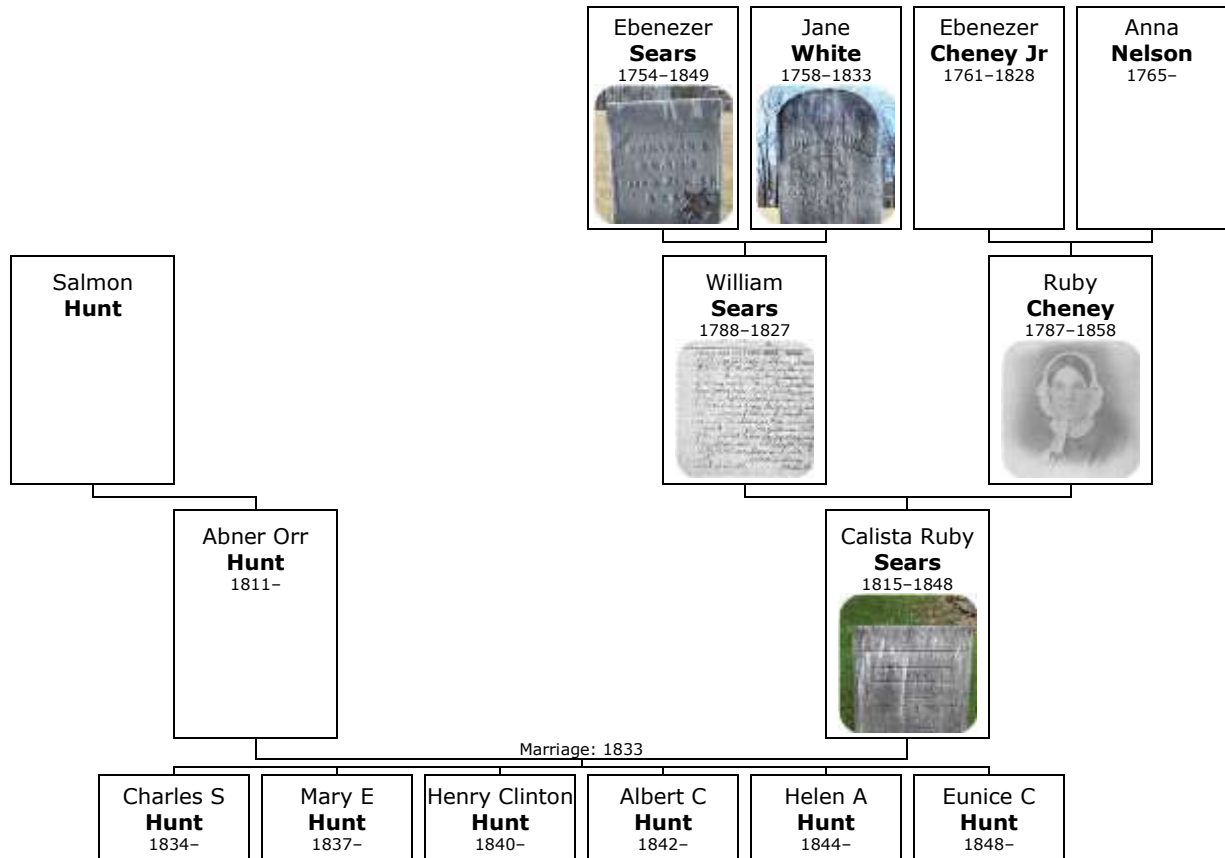 Ebenezer
Sears
1754–1849
Jane
White
1758–1833
Ebenezer
Cheney Jr
1761–1828
Anna
Nelson
1765–
Salmon
Hunt
William
Sears
1788–1827
Ruby
Cheney
1787–1858
Abner Orr
Hunt
1811–
Calista Ruby
Sears
1815–1848
Marriage: 1833
Charles S
Hunt
1834–
Mary E
Hunt
1837–
Henry Clinton
Hunt
1840–
Albert C
Hunt
1842–
Helen A
Hunt
1844–
Eunice C
Hunt
1848–